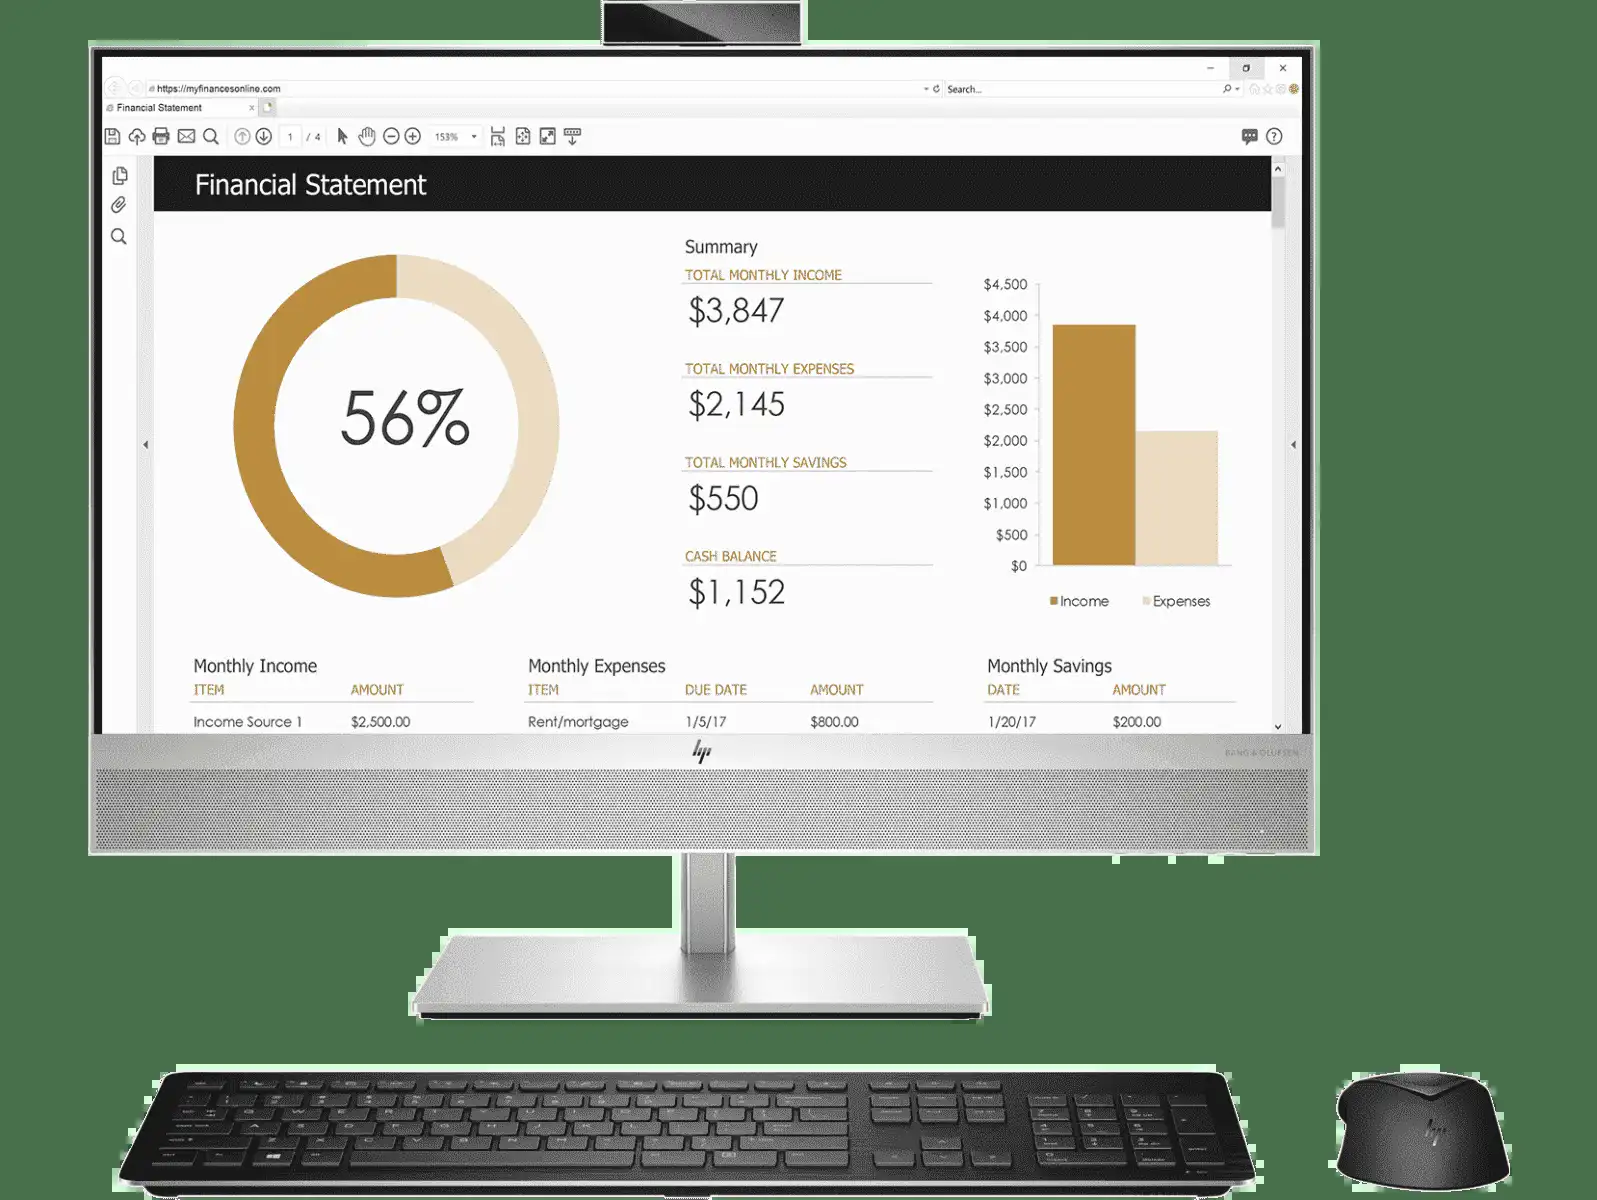 https://myfinancesonline.com
Search...
Financial Statement
1 / 4
153%
Financial Statement
56%
Summary
TOTAL MONTHLY INCOME
$3,847
TOTAL MONTHLY EXPENSES
$2,145
TOTAL MONTHLY SAVINGS
$550
CASH BALANCE
$1,152
$4,500
$4,000
$3,500
$3,000
$2,500
$2,000
$1,500
$1,000
$500
$0
Income Expenses
Monthly Income
ITEM AMOUNT
Income Source 1 $2,500.00
Monthly Expenses
ITEM DUE DATE AMOUNT
Rent/mortgage 1/5/17 $800.00
Monthly Savings
DATE AMOUNT
1/20/17 $200.00
hp
BANG & OLUFSEN
hp